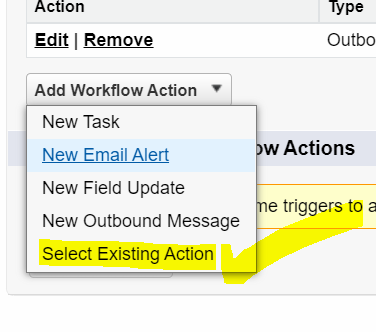 Action Type
Edit | Remove Outbo
Add Workflow Action
New Task
New Email Alert
ow Actions
New Field Update
me triggers to a
New Outbound Message
Select Existing Action